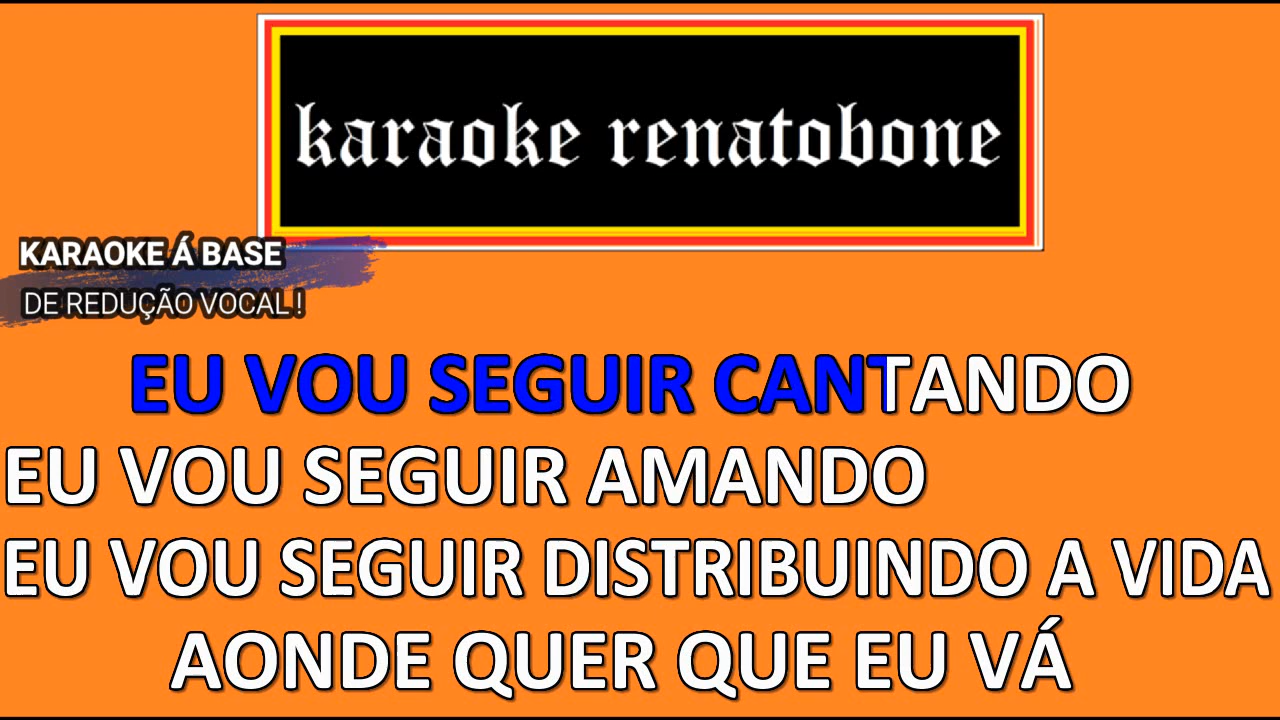 karaoke renatobone
KARAOKE Á BASE
DE REDUÇÃO VOCAL!
EU VOU SEGUIR CANTANDO
EU VOU SEGUIR AMANDO
EU VOU SEGUIR DISTRIBUINDO A VIDA
AONDE QUER QUE EU VÁ